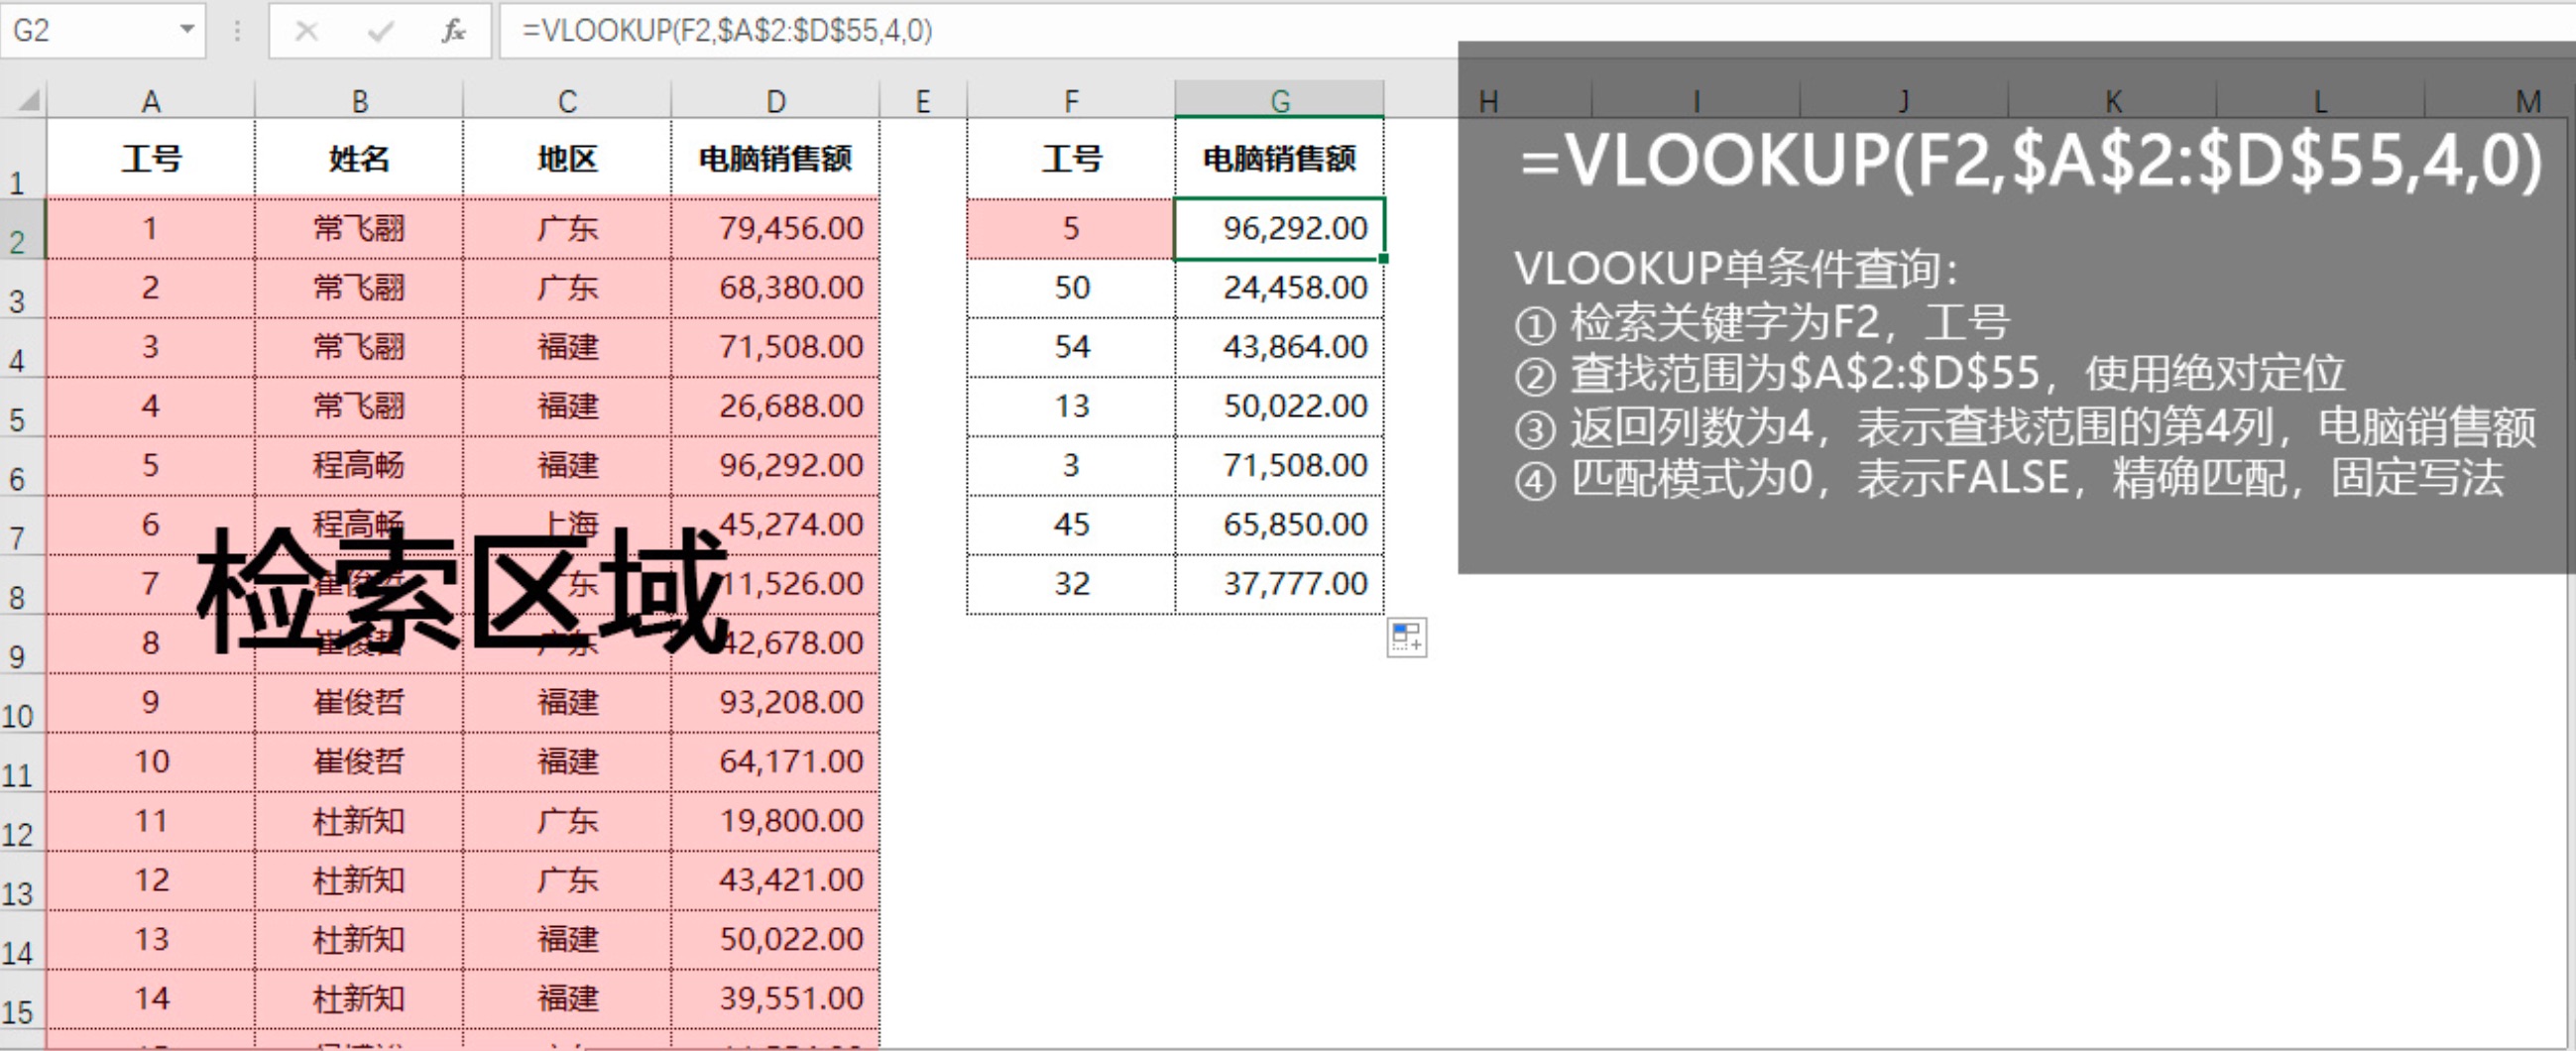 G2 fx =VLOOKUP(F2,$A$2:$D$55,4,0)
A B C D E F G H I J K L M
1 工号 姓名 地区 电脑销售额 工号 电脑销售额
2 1 常飞翮 广东 79,456.00 5 96,292.00
3 2 常飞翮 广东 68,380.00 50 24,458.00
4 3 常飞翮 福建 71,508.00 54 43,864.00
5 4 常飞翮 福建 26,688.00 13 50,022.00
6 5 程高畅 福建 96,292.00 3 71,508.00
7 6 程高畅 上海 45,274.00 45 65,850.00
8 7 崔俊哲 广东 11,526.00 32 37,777.00
9 8 崔俊哲 广东 42,678.00
10 9 崔俊哲 福建 93,208.00
11 10 崔俊哲 福建 64,171.00
12 11 杜新知 广东 19,800.00
13 12 杜新知 广东 43,421.00
14 13 杜新知 福建 50,022.00
15 14 杜新知 福建 39,551.00
检索区域
=VLOOKUP(F2,$A$2:$D$55,4,0)
VLOOKUP单条件查询：
① 检索关键字为F2，工号
② 查找范围为$A$2:$D$55，使用绝对定位
③ 返回列数为4，表示查找范围的第4列，电脑销售额
④ 匹配模式为0，表示FALSE，精确匹配，固定写法